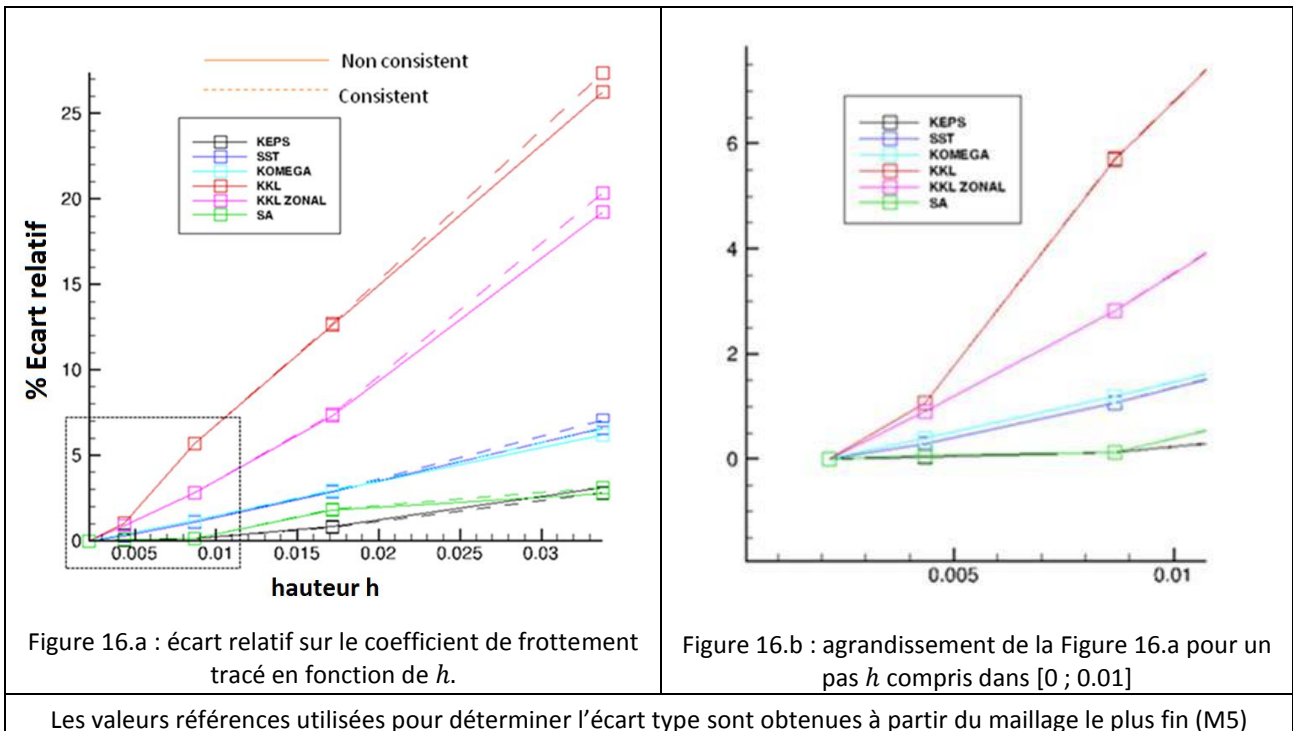 Non consistent
Consistent
KEPS
SST
KOMEGA
KKL
KKL ZONAL
SA
% Ecart relatif
25
20
15
10
5
0
0.005
0.01
0.015
0.02
0.025
0.03
hauteur h
Figure 16.a : écart relatif sur le coefficient de frottement
tracé en fonction de h.
KEPS
SST
KOMEGA
KKL
KKL ZONAL
SA
6
4
2
0
0.005
0.01
Figure 16.b : agrandissement de la Figure 16.a pour un
pas h compris dans [0 ; 0.01]
Les valeurs références utilisées pour déterminer l’écart type sont obtenues à partir du maillage le plus fin (M5)